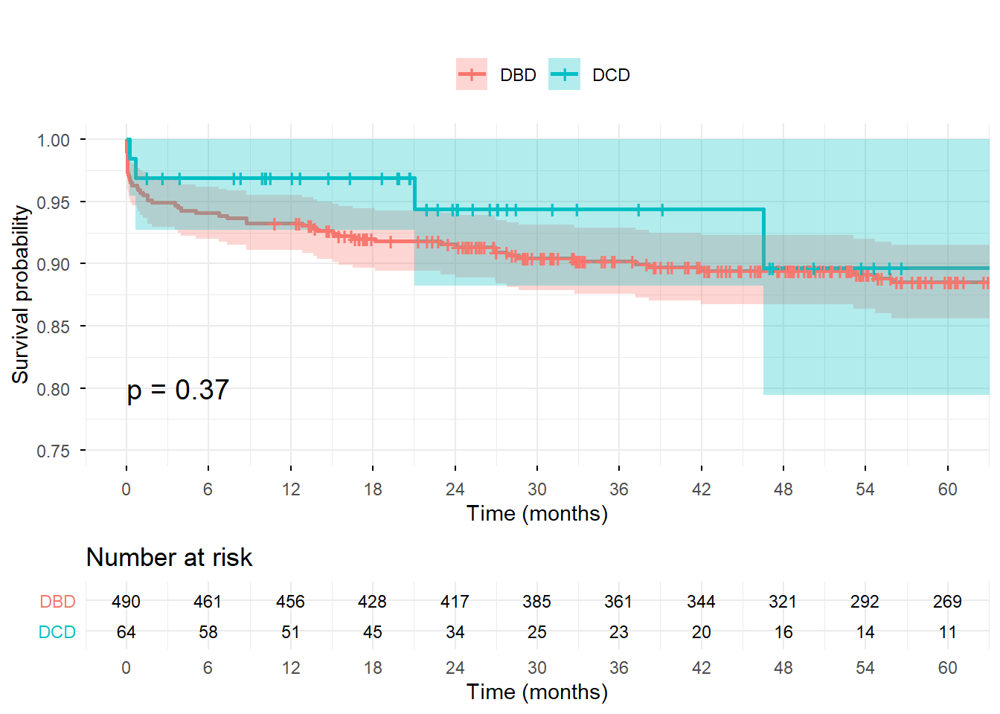 DBD DCD
1.00
0.95
0.90
0.85
0.80
0.75
Survival probability
p = 0.37
0 6 12 18 24 30 36 42 48 54 60
Time (months)
Number at risk
DBD 490 461 456 428 417 385 361 344 321 292 269
DCD 64 58 51 45 34 25 23 20 16 14 11
0 6 12 18 24 30 36 42 48 54 60
Time (months)